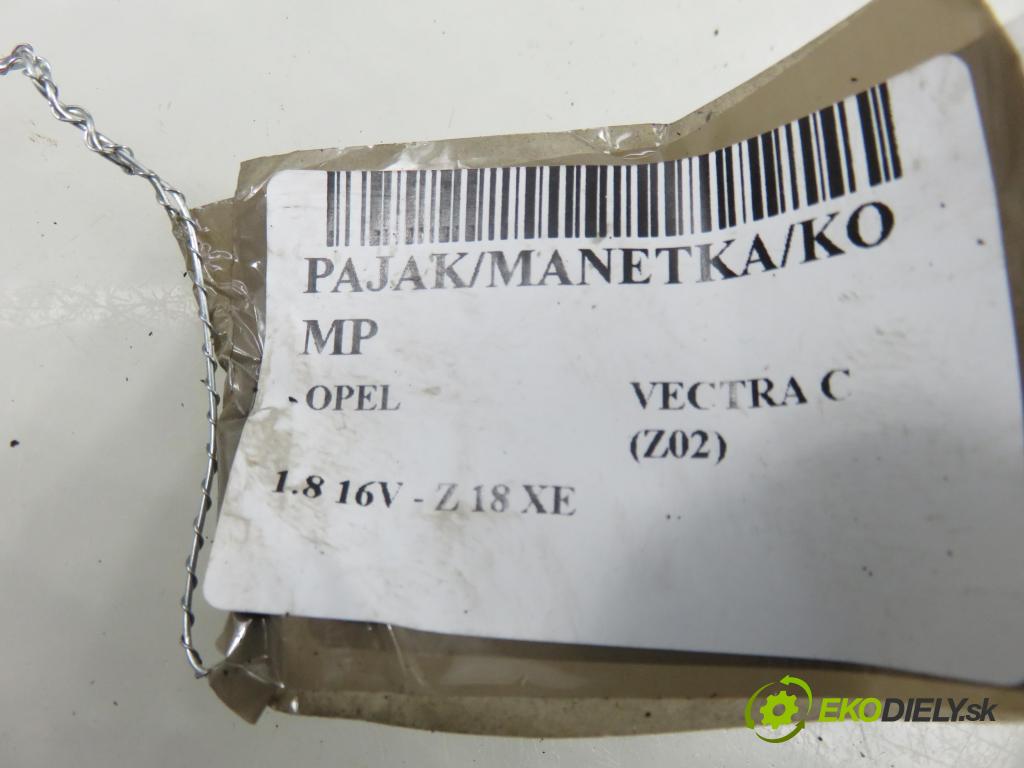 PAJAK/MANETKA/KO
MP
OPEL VECTRA C
(Z02)
1.8 16V - Z 18 XE
EKODIELY.sk